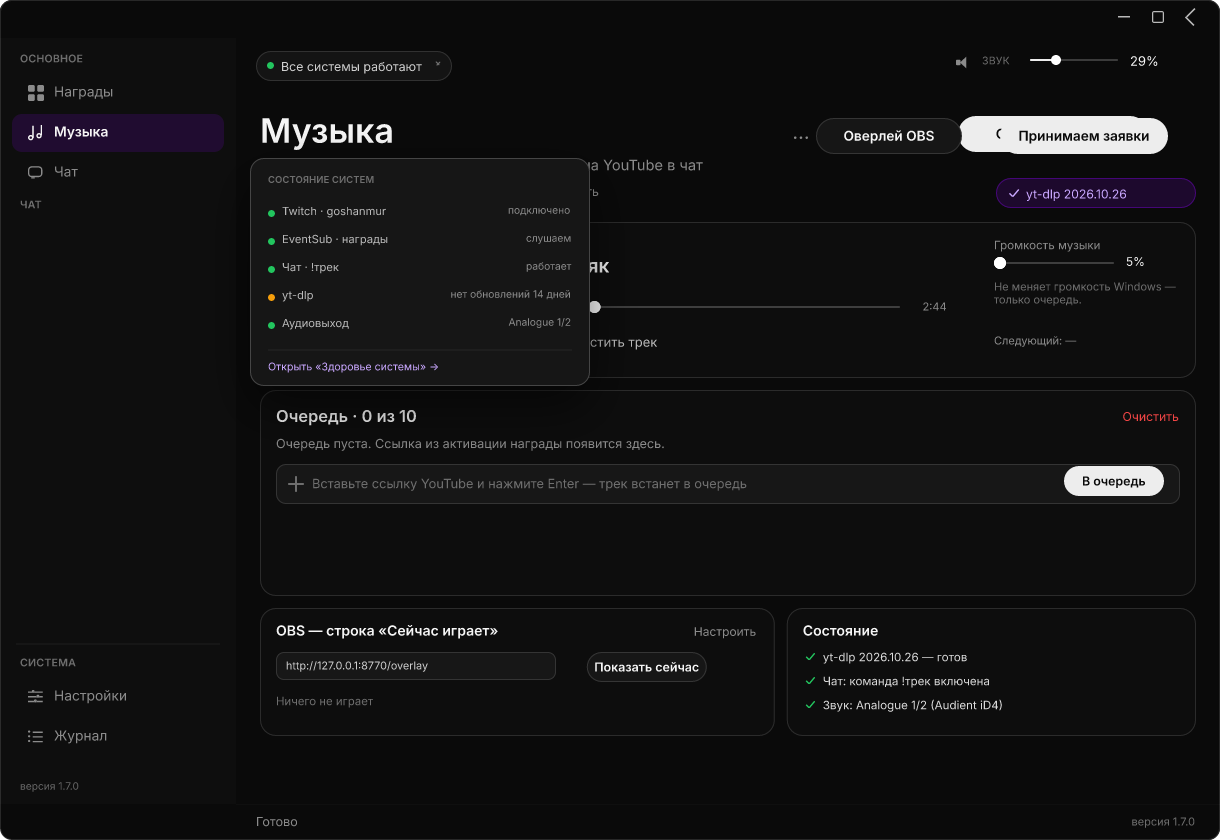 ОСНОВНОЕ
Награды
Музыка
Чат
ЧАТ
СИСТЕМА
Настройки
Журнал
версия 1.7.0
Все системы работают
ЗВУК
29%
Музыка
...
Оверлей OBS
Принимаем заявки
YouTube в чат
yt-dlp 2026.10.26
СОСТОЯНИЕ СИСТЕМ
Twitch · goshanmur
подключено
EventSub · награды
слушаем
Чат · !трек
работает
yt-dlp
нет обновлений 14 дней
Аудиовыход
Analogue 1/2
Открыть «Здоровье системы» →
2:44
трек
Громкость музыки
5%
Не меняет громкость Windows —
только очередь.
Следующий: —
Очередь · 0 из 10
Очистить
Очередь пуста. Ссылка из активации награды появится здесь.
Вставьте ссылку YouTube и нажмите Enter — трек встанет в очередь
В очередь
OBS — строка «Сейчас играет»
Настроить
http://127.0.0.1:8770/overlay
Показать сейчас
Ничего не играет
Состояние
yt-dlp 2026.10.26 — готов
Чат: команда !трек включена
Звук: Analogue 1/2 (Audient iD4)
Готово
версия 1.7.0